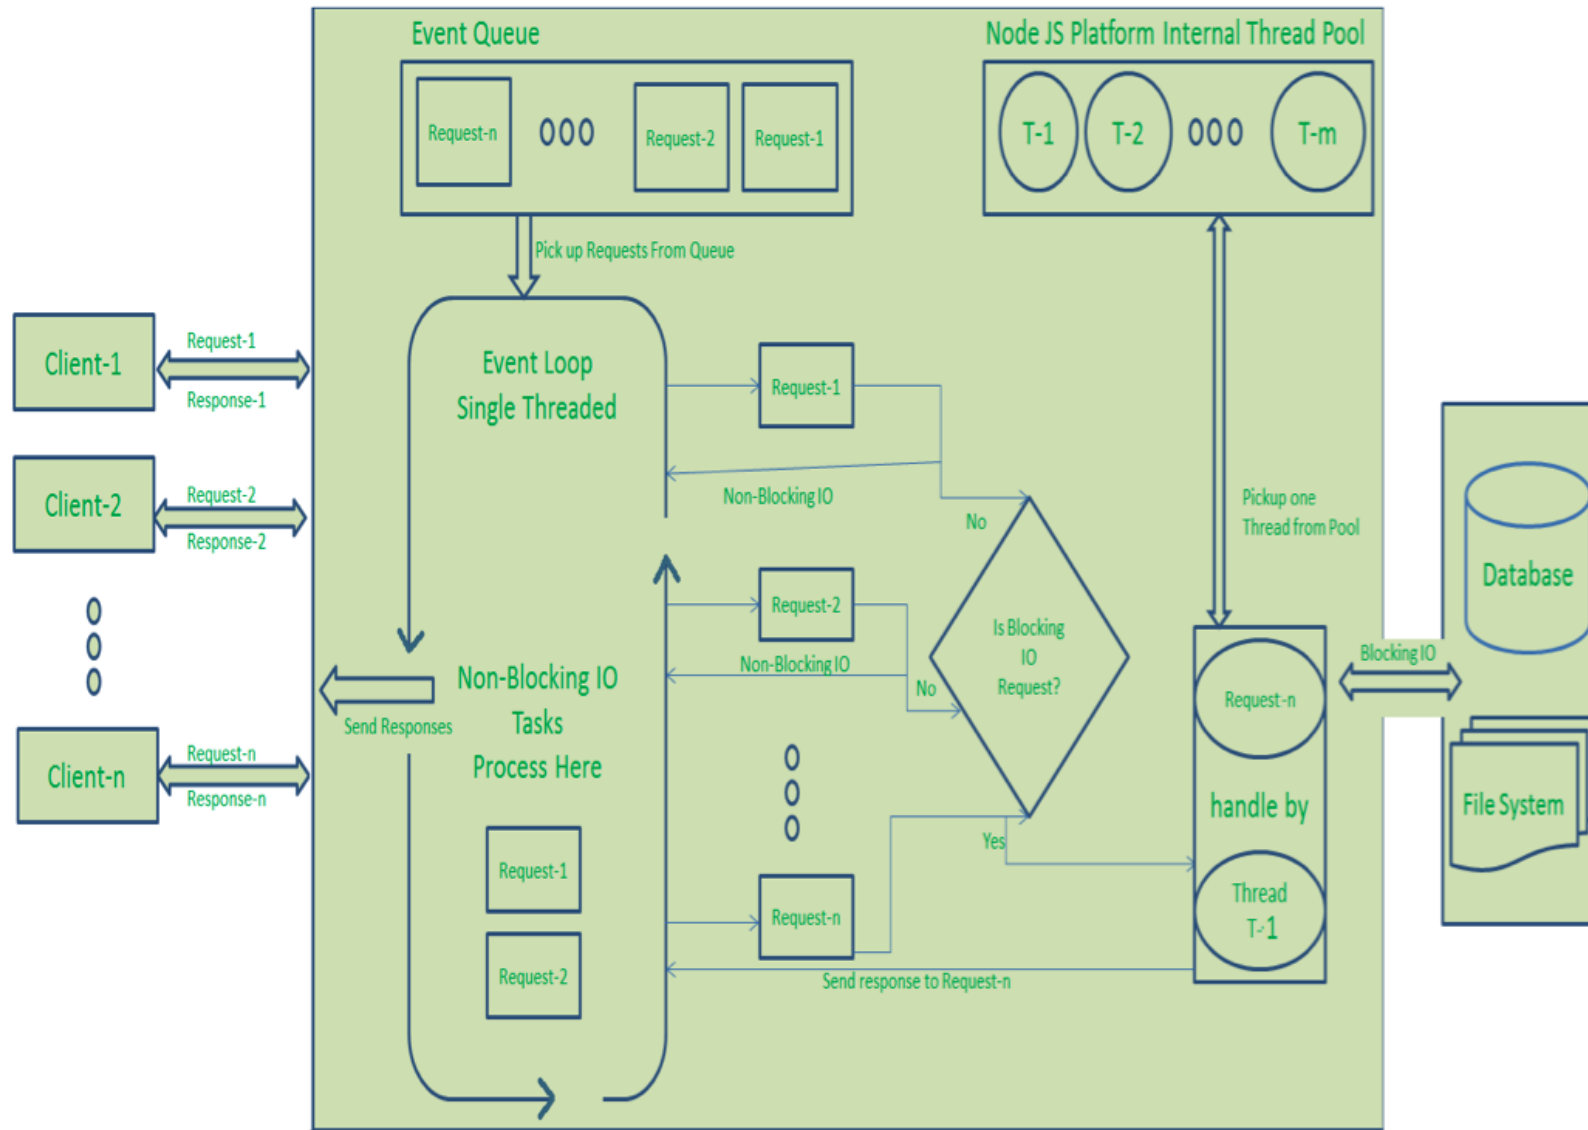 Event Queue
Node JS Platform Internal Thread Pool
Request-n
Request-2
Request-1
T-1
T-2
T-m
Pick up Requests From Queue
Client-1
Request-1
Response-1
Event Loop
Single Threaded
Request-1
Non-Blocking IO
No
Pickup one
Thread from Pool
Client-2
Request-2
Response-2
Request-2
Non-Blocking IO
No
Is Blocking
IO
Request?
Database
Blocking IO
Non-Blocking IO
Tasks
Process Here
Send Responses
Request-n
Client-n
Request-n
Response-n
handle by
File System
Yes
Request-1
Request-2
Request-n
Thread
T-1
Send response to Request-n